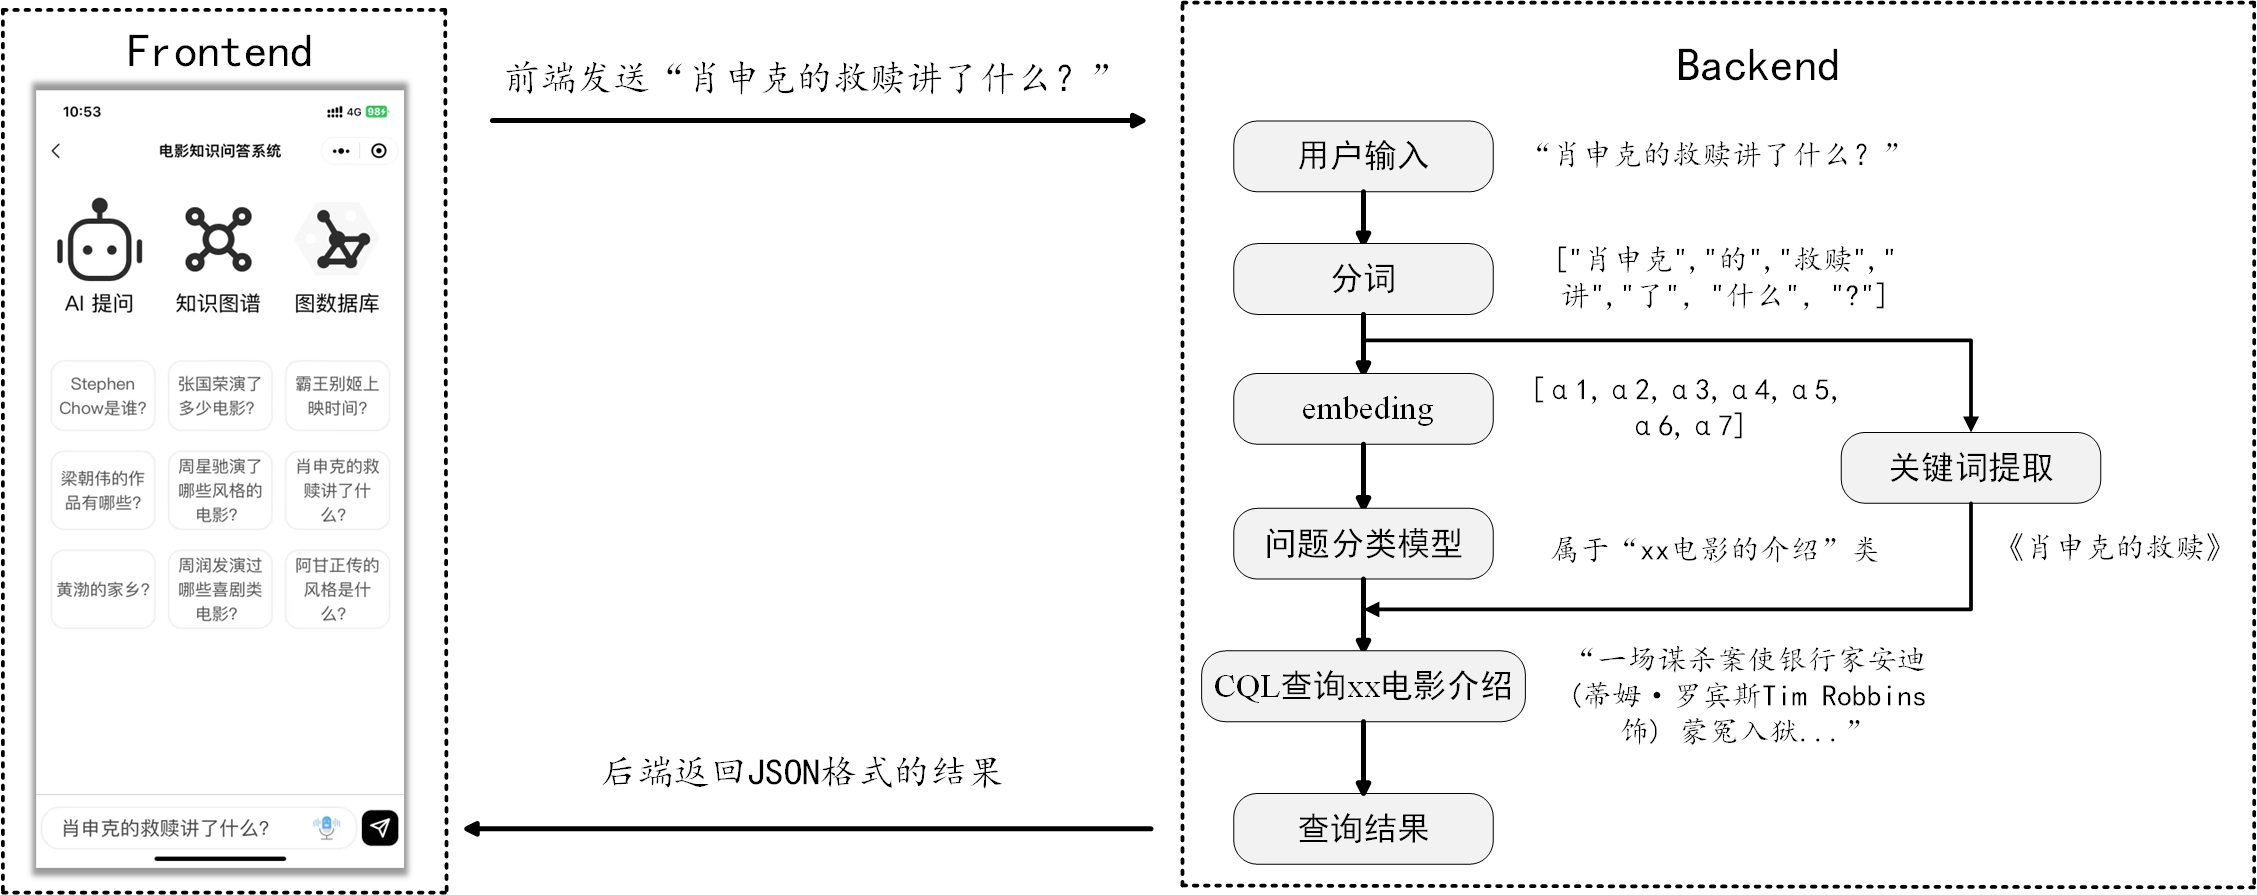 Frontend
10:53
4G 98
电影知识问答系统
AI 提问
知识图谱
图数据库
Stephen
Chow是谁?
张国荣演了
多少电影?
霸王别姬上
映时间?
梁朝伟的作
品有哪些?
周星驰演了
哪些风格的
电影?
肖申克的救
赎讲了什
么?
黄渤的家乡?
周润发演过
哪些喜剧类
电影?
阿甘正传的
风格是什
么?
肖申克的救赎讲了什么?
前端发送“肖申克的救赎讲了什么？”
后端返回JSON格式的结果
Backend
用户输入
“肖申克的救赎讲了什么？”
分词
["肖申克","的","救赎","
讲","了", "什么", "?"]
embeding
[α1, α2, α3, α4, α5,
α6, α7]
关键词提取
问题分类模型
属于“xx电影的介绍”类
《肖申克的救赎》
CQL查询xx电影介绍
“一场谋杀案使银行家安迪
(蒂姆·罗宾斯Tim Robbins
饰) 蒙冤入狱...”
查询结果